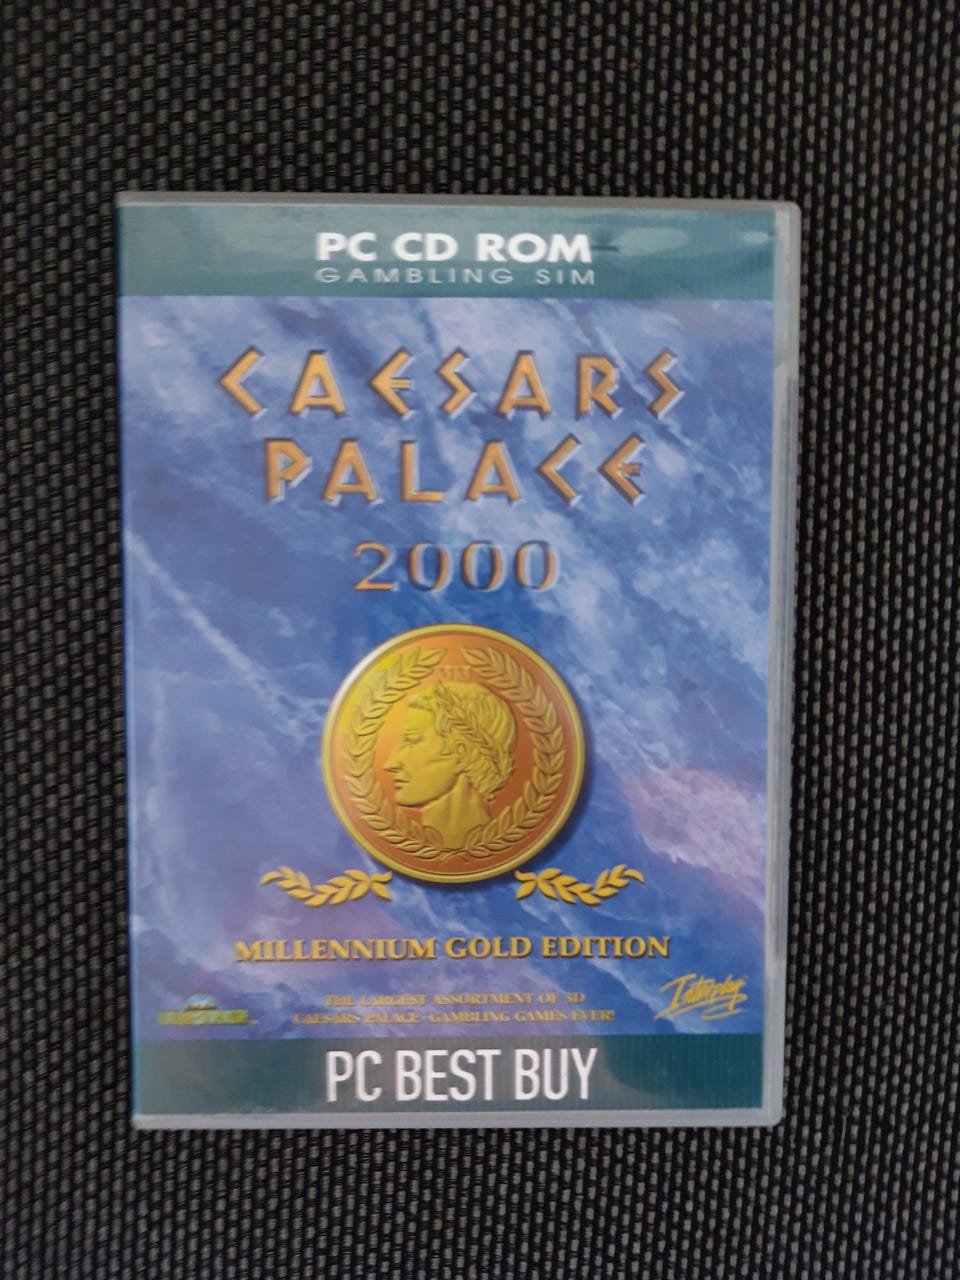 PC CD ROM
GAMBLING SIM
CAESARS
PALACE
2000
MILLENNIUM GOLD EDITION
THE LARGEST ASSORTMENT OF 3D
CAESARS PALACE GAMBLING GAMES EVER!
Interplay
PC BEST BUY